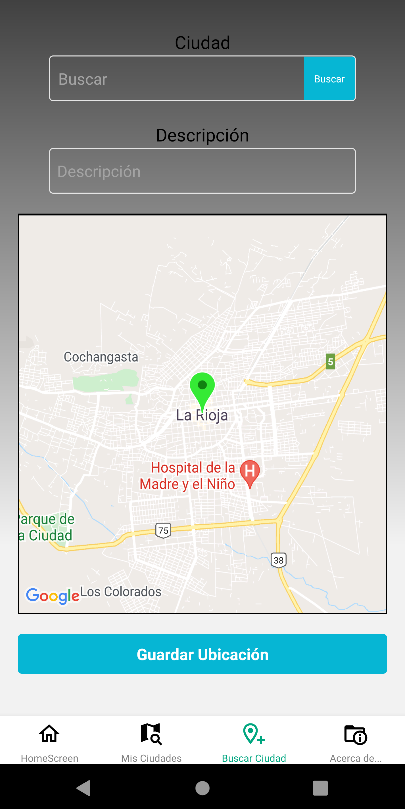 Ciudad
Buscar
Buscar
Descripción
Descripción
Cochangasta
5
La Rioja
Hospital de la
Madre y el Niño
H
arque de
a Ciudad
75
38
Google
Los Colorados
Guardar Ubicación
HomeScreen
Mis Ciudades
Buscar Ciudad
Acerca de...